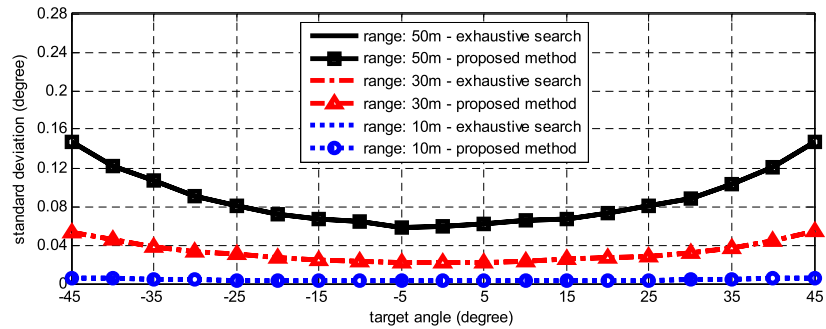 0.28
0.24
0.2
0.16
0.12
0.08
0.04
0
standard deviation (degree)
range: 50m - exhaustive search
range: 50m - proposed method
range: 30m - exhaustive search
range: 30m - proposed method
range: 10m - exhaustive search
range: 10m - proposed method
-45 -35 -25 -15 -5 5 15 25 35 45
target angle (degree)